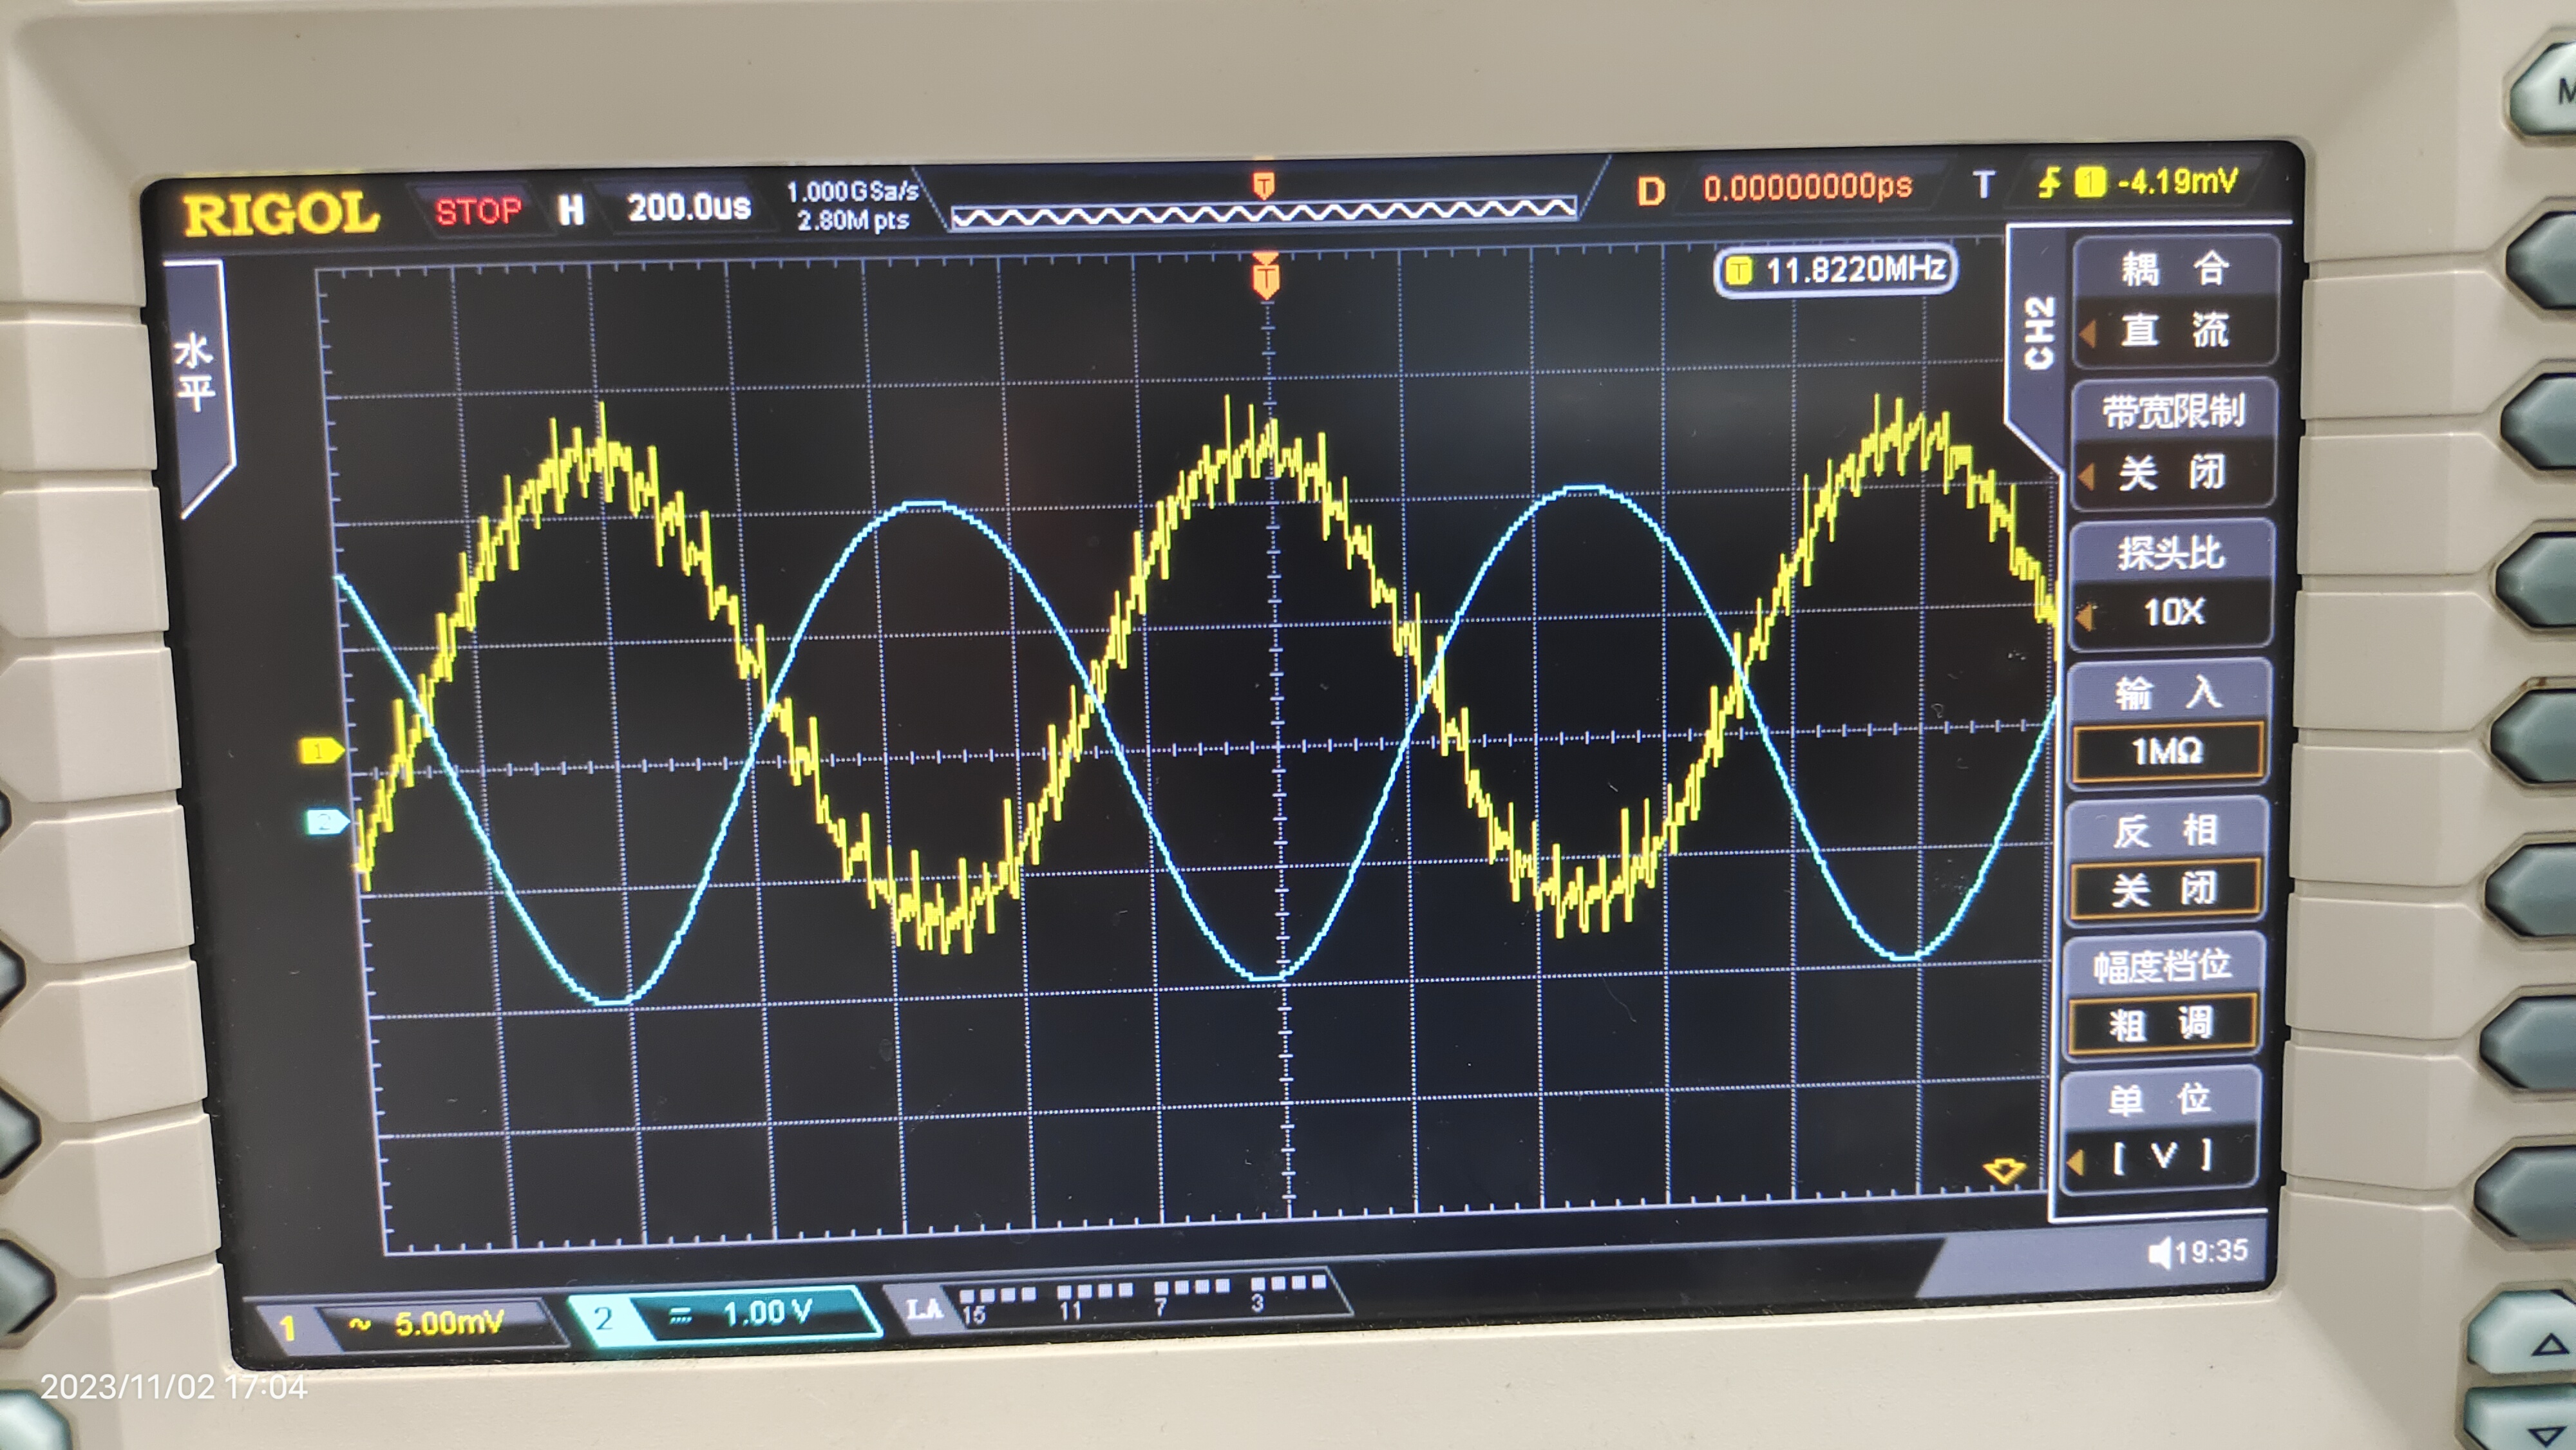 RIGOL STOP H 200.0us 1.000GSa/s D 0.00000000ps T 1 -4.19mV
2.80M pts
T
T
T 11.8220MHz
水平
CH2
耦 合
直 流
带宽限制
关 闭
探头比
10X
输 入
1MΩ
反 相
关 闭
幅度档位
粗 调
单 位
[ V ]
1
2
19:35
1 ~ 5.00mV 2 1.00 V LA 15 11 7 3
2023/11/02 17:04
M